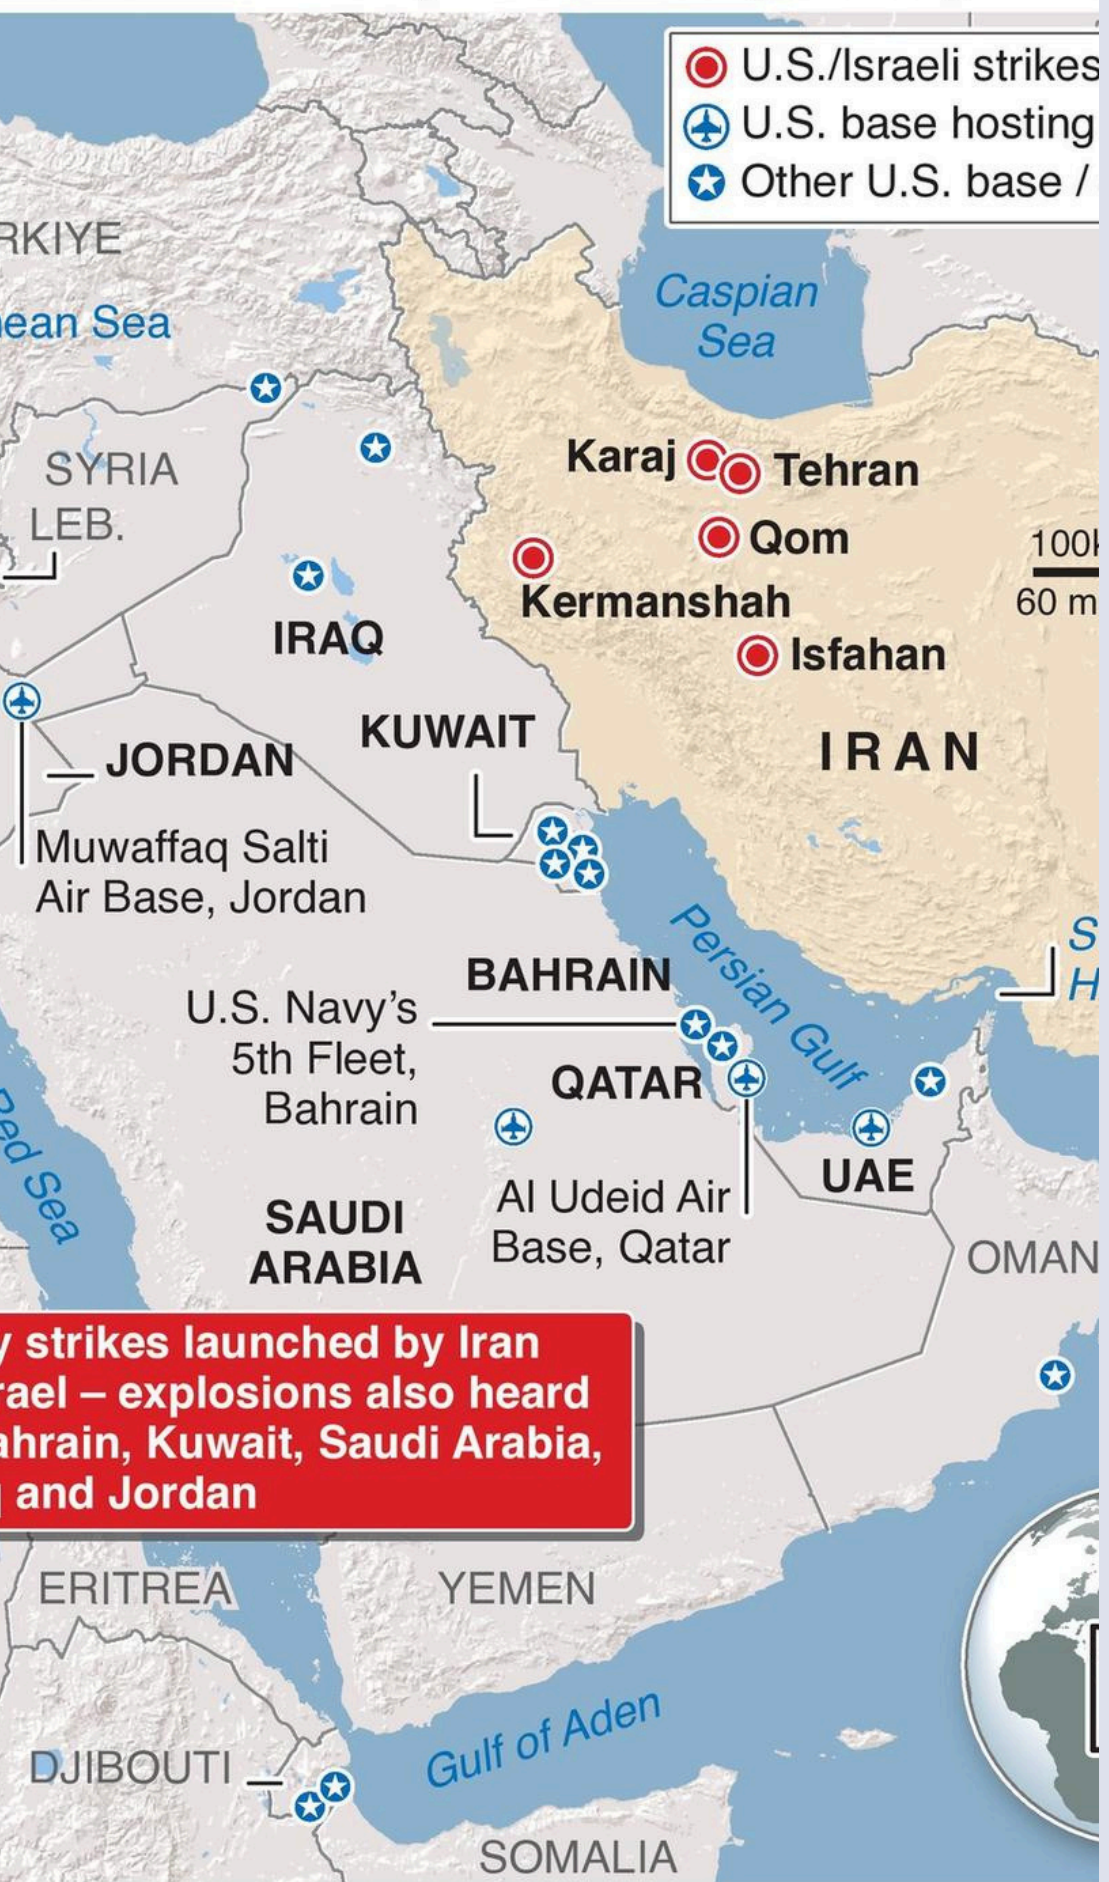 U.S./Israeli strikes
U.S. base hosting
Other U.S. base /
RKIYE
ean Sea
Caspian
Sea
SYRIA
LEB.
Karaj
Tehran
Qom
Kermanshah
Isfahan
100k
60 m
IRAQ
KUWAIT
IRAN
JORDAN
Muwaffaq Salti
Air Base, Jordan
Persian Gulf
S
H
BAHRAIN
U.S. Navy's
5th Fleet,
Bahrain
QATAR
Al Udeid Air
Base, Qatar
UAE
Red Sea
SAUDI
ARABIA
OMAN
y strikes launched by Iran
rael – explosions also heard
ahrain, Kuwait, Saudi Arabia,
and Jordan
ERITREA
YEMEN
Gulf of Aden
DJIBOUTI
SOMALIA